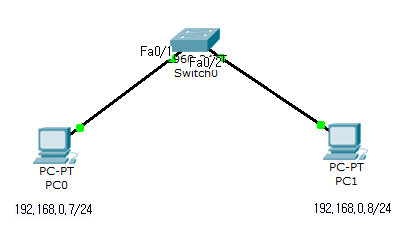 Fa0/1
Fa0/2
Switch0
PC-PT
PC0
PC-PT
PC1
192,168,0,7/24
192,168,0,8/24